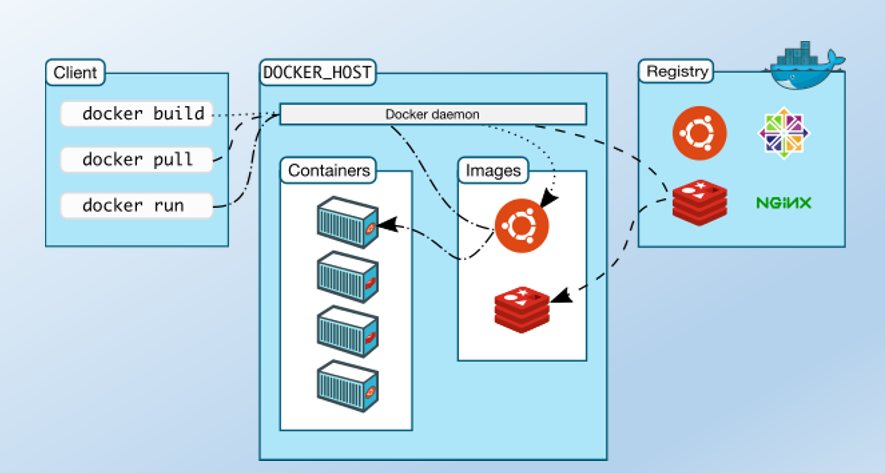 Client
docker build
docker pull
docker run
DOCKER_HOST
Docker daemon
Containers
Images
Registry
NGiNX